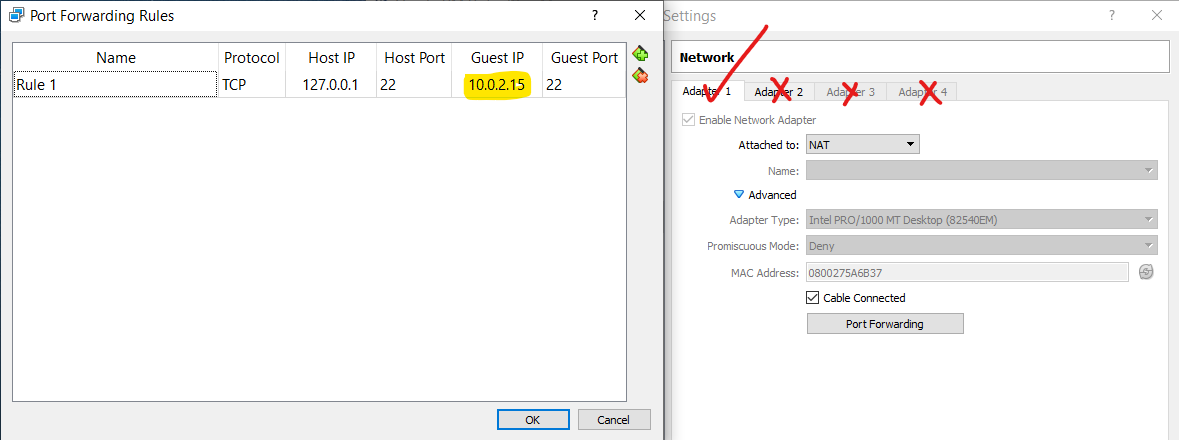 Port Forwarding Rules ?
Name Protocol Host IP Host Port Guest IP Guest Port
Rule 1 TCP 127.0.0.1 22 10.0.2.15 22
OK Cancel
Settings ?
Network
Adapter 1 Adapter 2 Adapter 3 Adapter 4
Enable Network Adapter
Attached to: NAT
Name:
Advanced
Adapter Type: Intel PRO/1000 MT Desktop (82540EM)
Promiscuous Mode: Deny
MAC Address: 0800275A6B37
Cable Connected
Port Forwarding